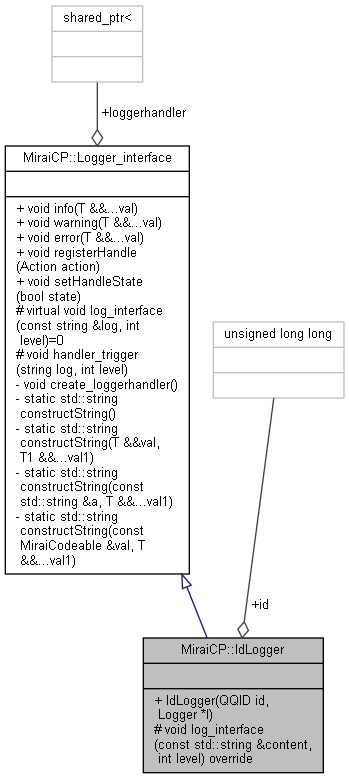 shared_ptr<
+loggerhandler
MiraiCP::Logger_interface
+ void info(T &&...val)
+ void warning(T &&...val)
+ void error(T &&...val)
+ void registerHandle
(Action action)
+ void setHandleState
(bool state)
# virtual void log_interface
(const string &log, int
level)=0
# void handler_trigger
(string log, int level)
- void create_loggerhandler()
- static std::string
constructString()
- static std::string
constructString(T &&val,
T1 &&...val1)
- static std::string
constructString(const
std::string &a, T &&...val1)
- static std::string
constructString(const
MiraiCodeable &val, T
&&...val1)
unsigned long long
+id
MiraiCP::IdLogger
+ IdLogger(QQID id,
Logger *l)
# void log_interface
(const std::string &content,
int level) override